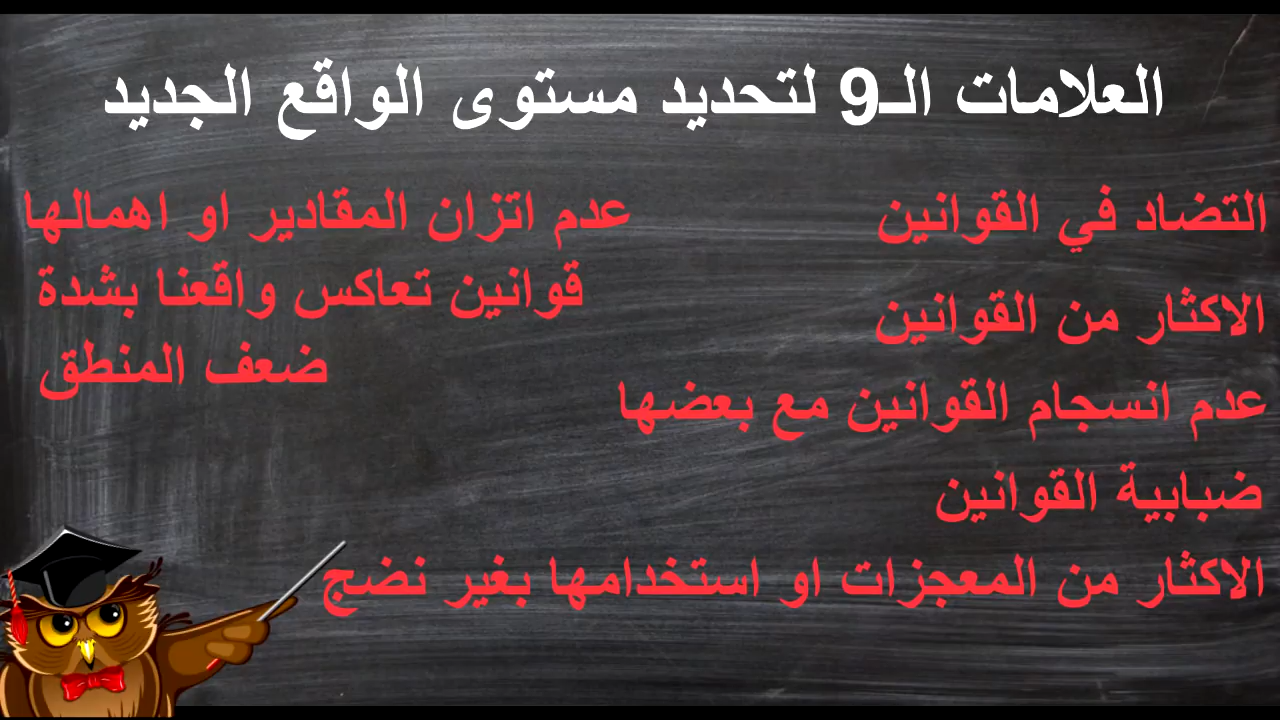 العلامات الـ9 لتحديد مستوى الواقع الجديد
التضاد في القوانين
الاكثار من القوانين
عدم انسجام القوانين مع بعضها
ضبابية القوانين
الاكثار من المعجزات او استخدامها بغير نضج
عدم اتزان المقادير او اهمالها
قوانين تعاكس واقعنا بشدة
ضعف المنطق